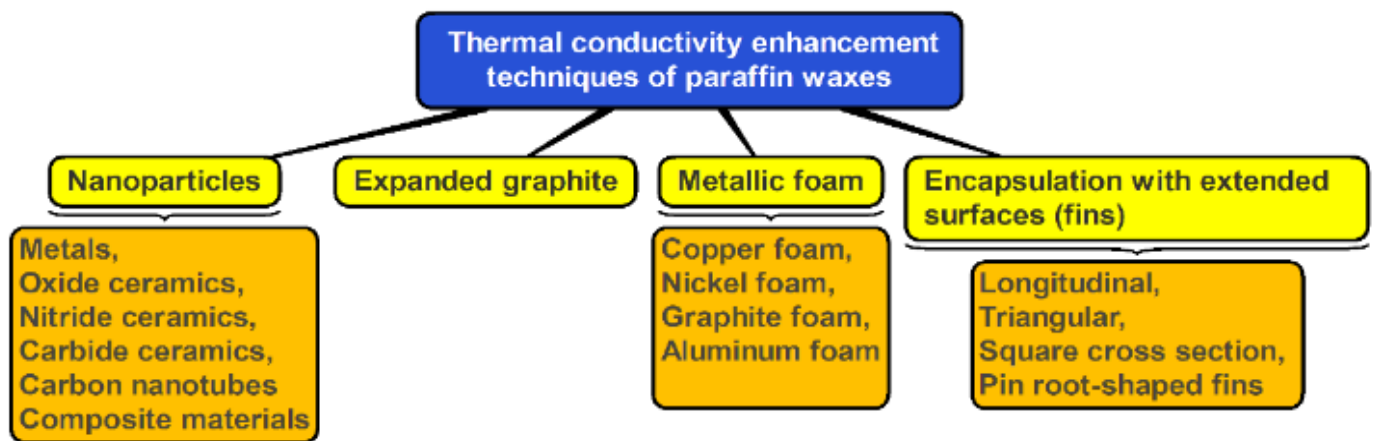 Thermal conductivity enhancement
techniques of paraffin waxes
Nanoparticles
Expanded graphite
Metallic foam
Encapsulation with extended
surfaces (fins)
Metals,
Oxide ceramics,
Nitride ceramics,
Carbide ceramics,
Carbon nanotubes
Composite materials
Copper foam,
Nickel foam,
Graphite foam,
Aluminum foam
Longitudinal,
Triangular,
Square cross section,
Pin root-shaped fins